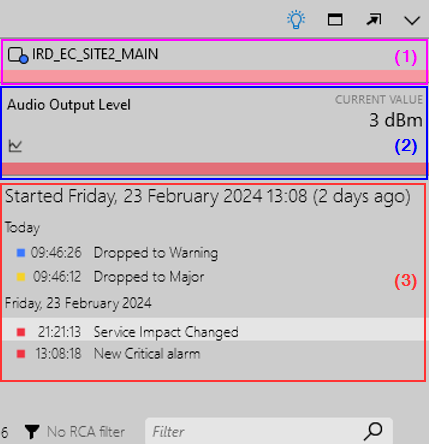 IRD_EC_SITE2_MAIN (1)
Audio Output Level
CURRENT VALUE
3 dBm
(2)
Started Friday, 23 February 2024 13:08 (2 days ago)
Today
09:46:26 Dropped to Warning
09:46:12 Dropped to Major
(3)
Friday, 23 February 2024
21:21:13 Service Impact Changed
13:08:18 New Critical alarm
6 No RCA filter Filter